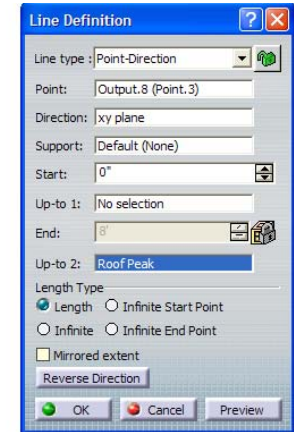 Line Definition
Line type : Point-Direction
Point: Output.8 (Point.3)
Direction: xy plane
Support: Default (None)
Start: 0"
Up-to 1: No selection
End: 8'
Up-to 2: Roof Peak
Length Type
Length Infinite Start Point
Infinite Infinite End Point
Mirrored extent
Reverse Direction
OK Cancel Preview